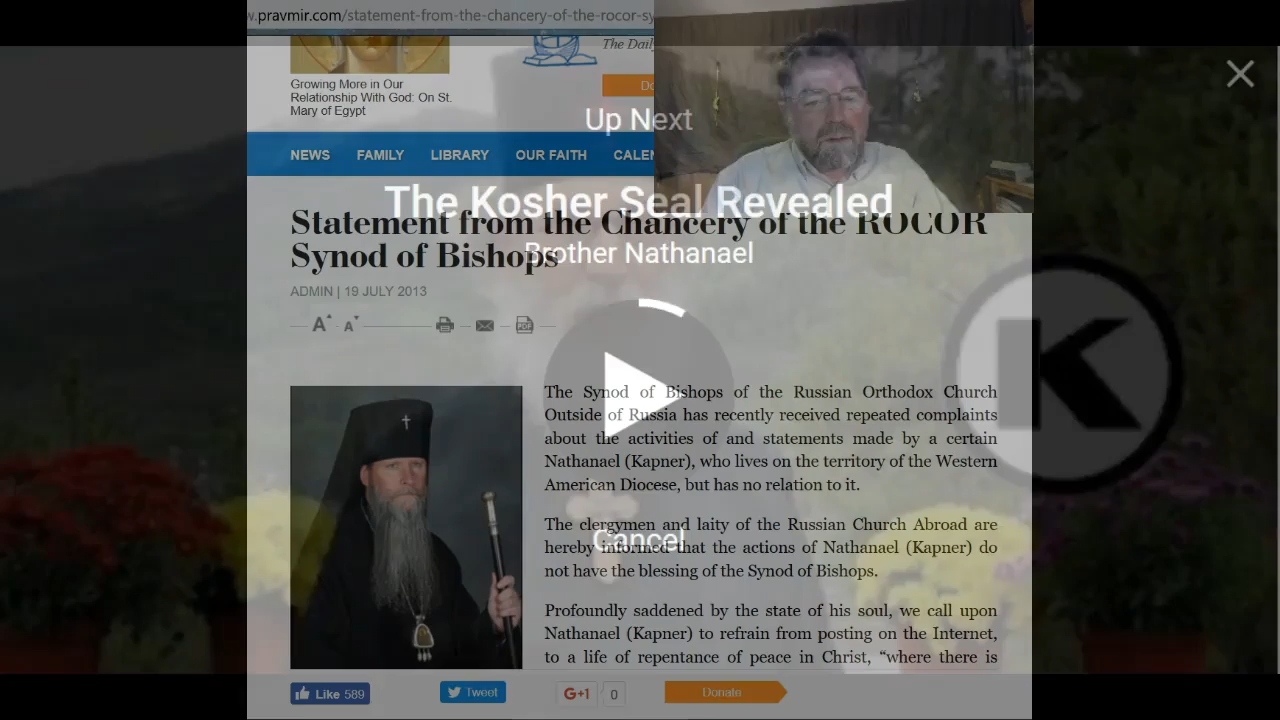 .pravmir.com/statement-from-the-chancery-of-the-rocor-sy
The Daily
Growing More in Our
Relationship With God: On St.
Mary of Egypt
Up Next
NEWS FAMILY LIBRARY OUR FAITH CALEN
The Kosher Seal Revealed
Statement from the Chancery of the ROCOR
Synod of Bishops
Brother Nathanael
ADMIN | 19 JULY 2013
A A
PDF
K
The Synod of Bishops of the Russian Orthodox Church
Outside of Russia has recently received repeated complaints
about the activities of and statements made by a certain
Nathanael (Kapner), who lives on the territory of the Western
American Diocese, but has no relation to it.
The clergymen and laity of the Russian Church Abroad are
hereby informed that the actions of Nathanael (Kapner) do
not have the blessing of the Synod of Bishops.
Cancel
Profoundly saddened by the state of his soul, we call upon
Nathanael (Kapner) to refrain from posting on the Internet,
to a life of repentance of peace in Christ, “where there is
Like 589 Tweet G+1 0 Donate